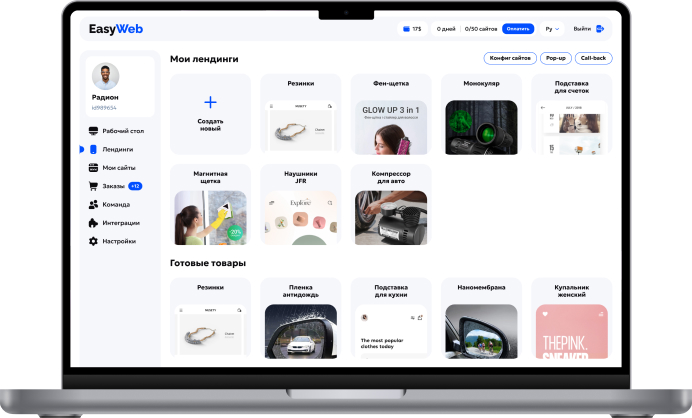 EasyWeb
17$
0 дней
0/50 сайтов
Оплатить
Ру
Выйти
Радион
id989654
Рабочий стол
Лендинги
Мои сайты
Заказы +12
Команда
Интеграции
Настройки
Мои лендинги
Конфиг сайтов
Pop-up
Call-back
Создать
новый
Резинки
Фен-щетка
GLOW UP 3 in 1
Монокуляр
Подставка
для счеток
Магнитная
щетка
20%
Наушники
JFR
Explore
Компрессор
для авто
Готовые товары
Резинки
Пленка
антидождь
Подставка
для кухни
The most popular
clothes today
Наномембрана
Купальник
женский
THEPINK.
SNEAKER